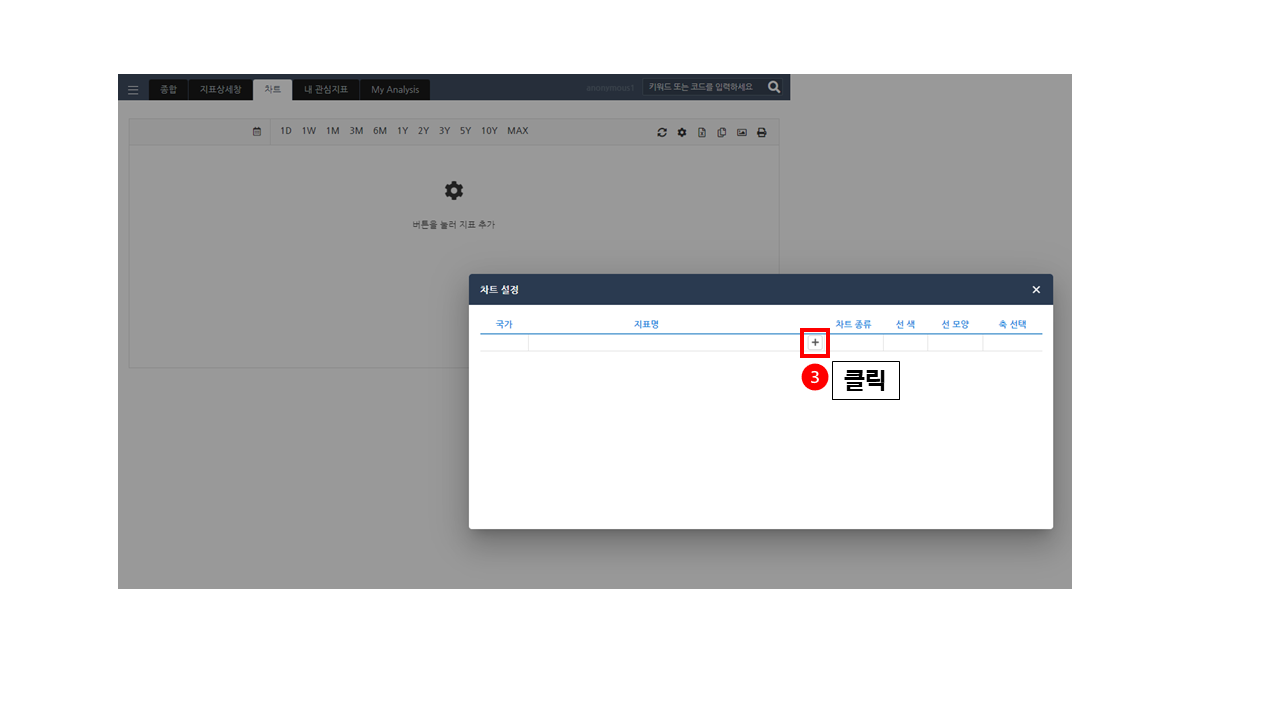 종합 지표상세창 차트 내 관심지표 My Analysis 키워드 또는 코드를 입력하세요
1D 1W 1M 3M 6M 1Y 2Y 3Y 5Y 10Y MAX
버튼을 눌러 지표 추가
차트 설정
국가 지표명 차트 종류 선 색 선 모양 축 선택
+
3 클릭